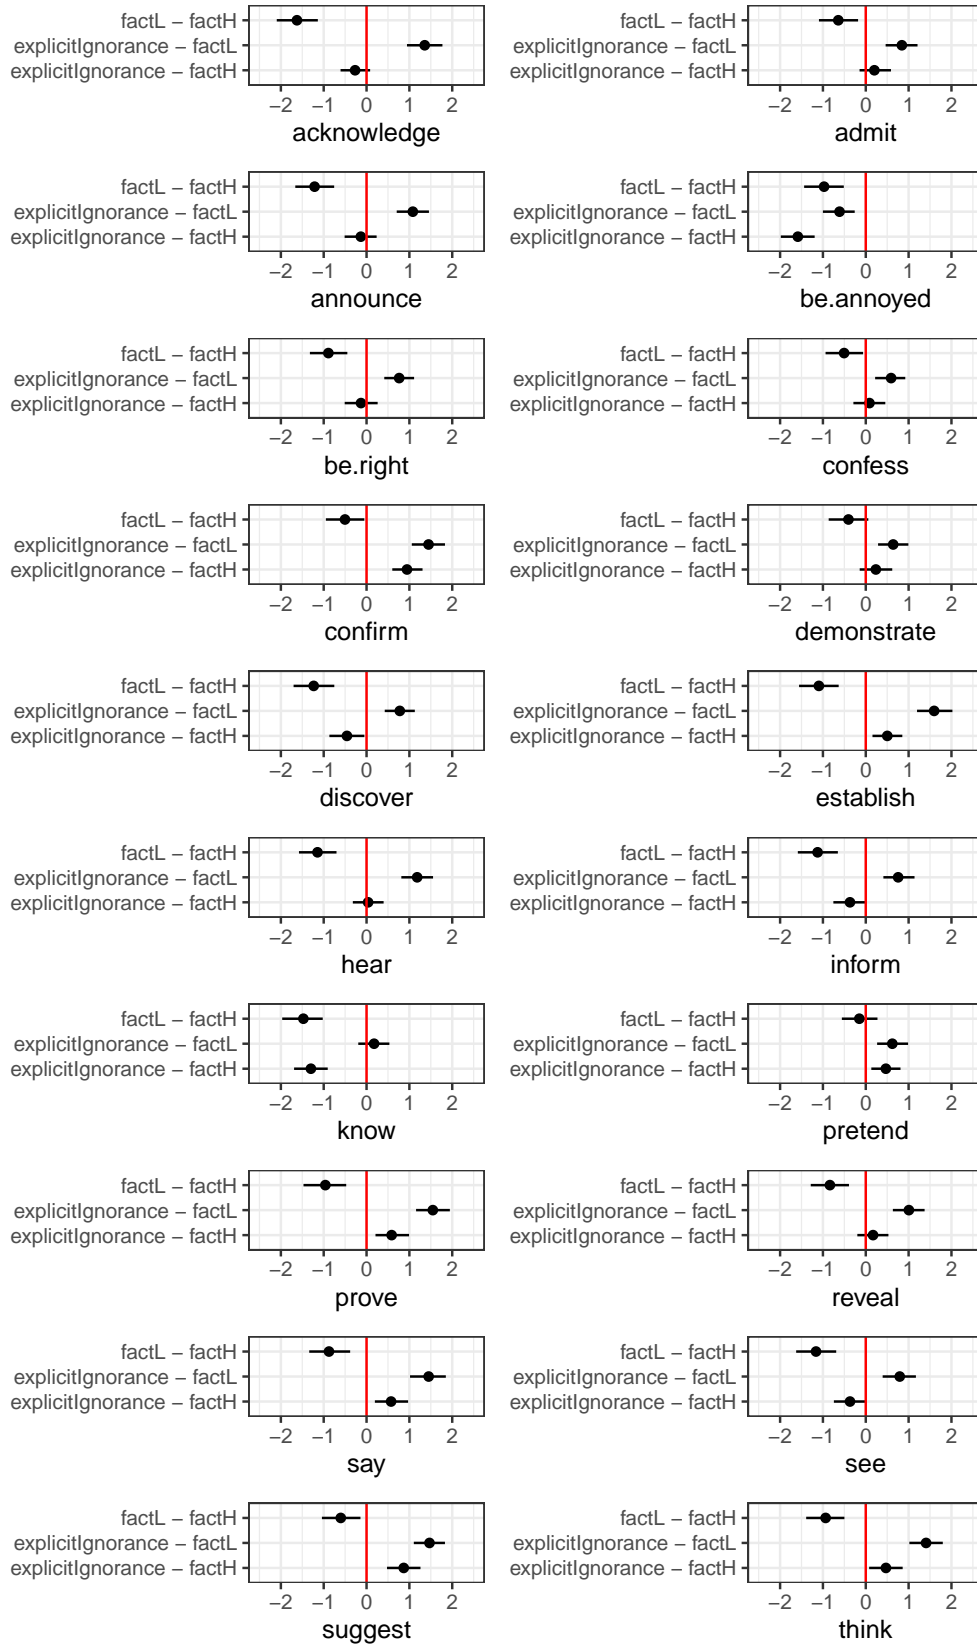 factL − factH
explicitIgnorance − factL
explicitIgnorance − factH
−2 −1 0 1 2
acknowledge
factL − factH
explicitIgnorance − factL
explicitIgnorance − factH
−2 −1 0 1 2
admit
factL − factH
explicitIgnorance − factL
explicitIgnorance − factH
−2 −1 0 1 2
announce
factL − factH
explicitIgnorance − factL
explicitIgnorance − factH
−2 −1 0 1 2
be.annoyed
factL − factH
explicitIgnorance − factL
explicitIgnorance − factH
−2 −1 0 1 2
be.right
factL − factH
explicitIgnorance − factL
explicitIgnorance − factH
−2 −1 0 1 2
confess
factL − factH
explicitIgnorance − factL
explicitIgnorance − factH
−2 −1 0 1 2
confirm
factL − factH
explicitIgnorance − factL
explicitIgnorance − factH
−2 −1 0 1 2
demonstrate
factL − factH
explicitIgnorance − factL
explicitIgnorance − factH
−2 −1 0 1 2
discover
factL − factH
explicitIgnorance − factL
explicitIgnorance − factH
−2 −1 0 1 2
establish
factL − factH
explicitIgnorance − factL
explicitIgnorance − factH
−2 −1 0 1 2
hear
factL − factH
explicitIgnorance − factL
explicitIgnorance − factH
−2 −1 0 1 2
inform
factL − factH
explicitIgnorance − factL
explicitIgnorance − factH
−2 −1 0 1 2
know
factL − factH
explicitIgnorance − factL
explicitIgnorance − factH
−2 −1 0 1 2
pretend
factL − factH
explicitIgnorance − factL
explicitIgnorance − factH
−2 −1 0 1 2
prove
factL − factH
explicitIgnorance − factL
explicitIgnorance − factH
−2 −1 0 1 2
reveal
factL − factH
explicitIgnorance − factL
explicitIgnorance − factH
−2 −1 0 1 2
say
factL − factH
explicitIgnorance − factL
explicitIgnorance − factH
−2 −1 0 1 2
see
factL − factH
explicitIgnorance − factL
explicitIgnorance − factH
−2 −1 0 1 2
suggest
factL − factH
explicitIgnorance − factL
explicitIgnorance − factH
−2 −1 0 1 2
think